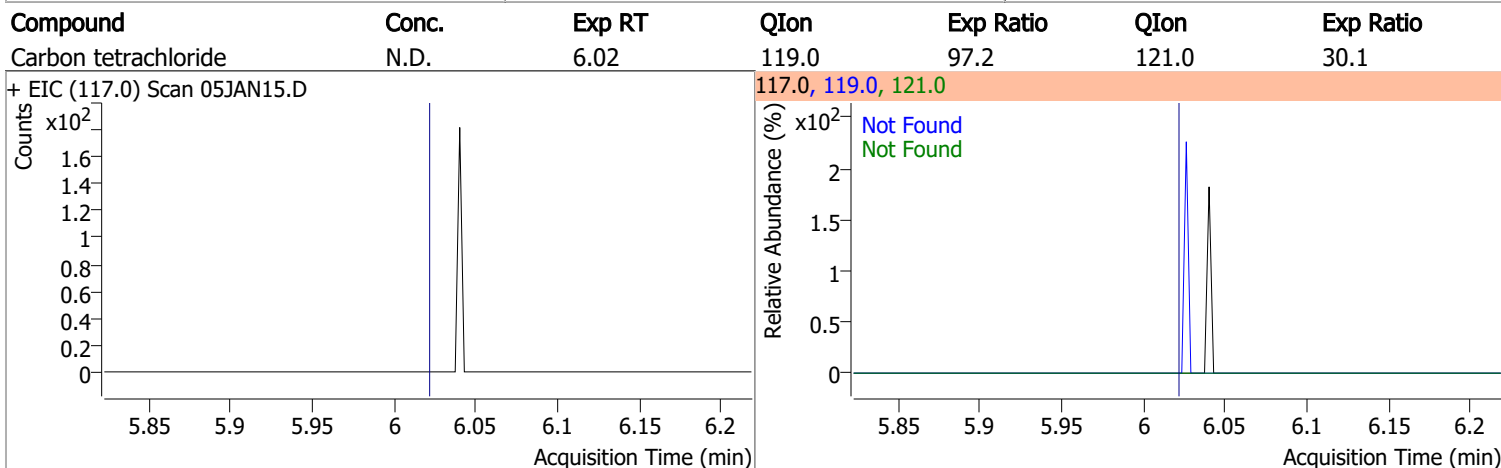 Compound Conc. Exp RT QIon Exp Ratio QIon Exp Ratio
Carbon tetrachloride N.D. 6.02 119.0 97.2 121.0 30.1
+ EIC (117.0) Scan 05JAN15.D
Counts
x10²
1.6
1.4
1.2
1
0.8
0.6
0.4
0.2
0
5.85 5.9 5.95 6 6.05 6.1 6.15 6.2
Acquisition Time (min)
117.0, 119.0, 121.0
Relative Abundance (%)
x10²
Not Found
Not Found
2
1.5
1
0.5
0
5.85 5.9 5.95 6 6.05 6.1 6.15 6.2
Acquisition Time (min)